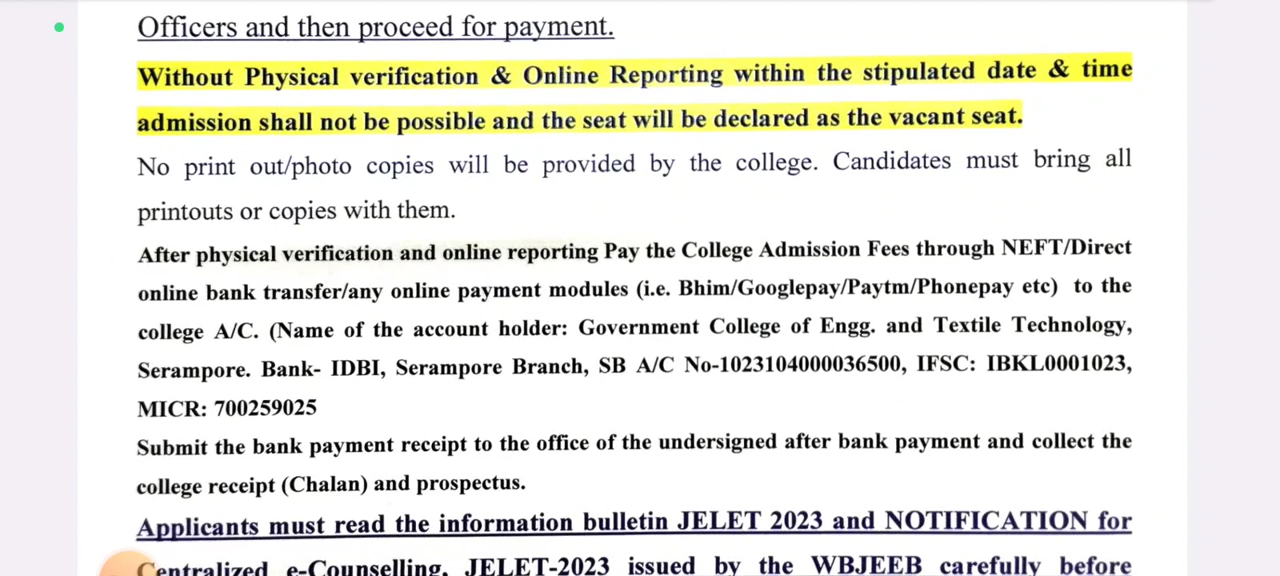 Officers and then proceed for payment.
Without Physical verification & Online Reporting within the stipulated date & time
admission shall not be possible and the seat will be declared as the vacant seat.
No print out/photo copies will be provided by the college. Candidates must bring all
printouts or copies with them.
After physical verification and online reporting Pay the College Admission Fees through NEFT/Direct
online bank transfer/any online payment modules (i.e. Bhim/Googlepay/Paytm/Phonepay etc) to the
college A/C. (Name of the account holder: Government College of Engg. and Textile Technology,
Serampore. Bank- IDBI, Serampore Branch, SB A/C No-1023104000036500, IFSC: IBKL0001023,
MICR: 700259025
Submit the bank payment receipt to the office of the undersigned after bank payment and collect the
college receipt (Chalan) and prospectus.
Applicants must read the information bulletin JELET 2023 and NOTIFICATION for
Centralized e-Counselling, JELET-2023 issued by the WBJEEB carefully before